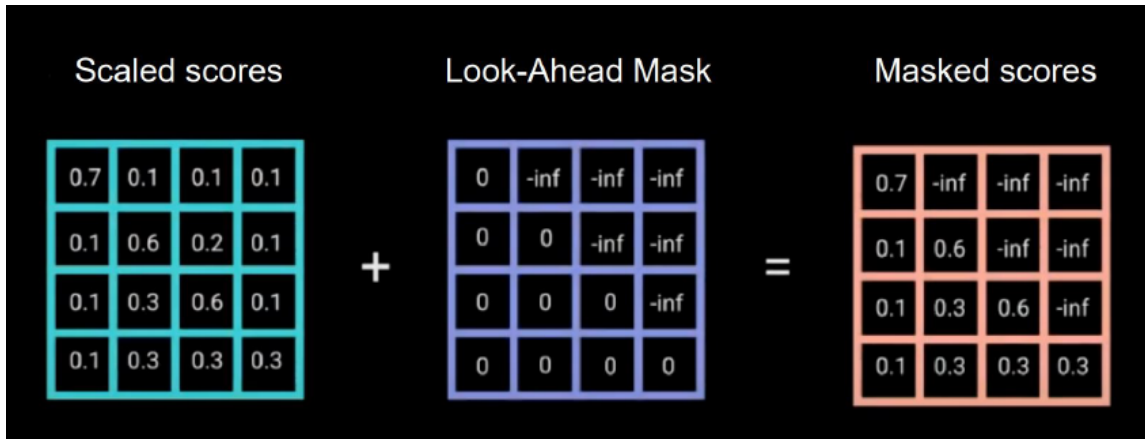 Scaled scores
Look-Ahead Mask
Masked scores
0.7 0.1 0.1 0.1
0.1 0.6 0.2 0.1
0.1 0.3 0.6 0.1
0.1 0.3 0.3 0.3
+
0 -inf -inf -inf
0 0 -inf -inf
0 0 0 -inf
0 0 0 0
=
0.7 -inf -inf -inf
0.1 0.6 -inf -inf
0.1 0.3 0.6 -inf
0.1 0.3 0.3 0.3